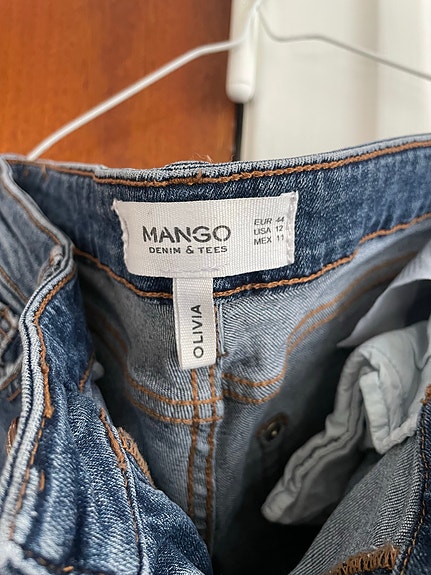 MANGO
DENIM & TEES
EUR 44
USA 12
MEX 11
OLIVIA